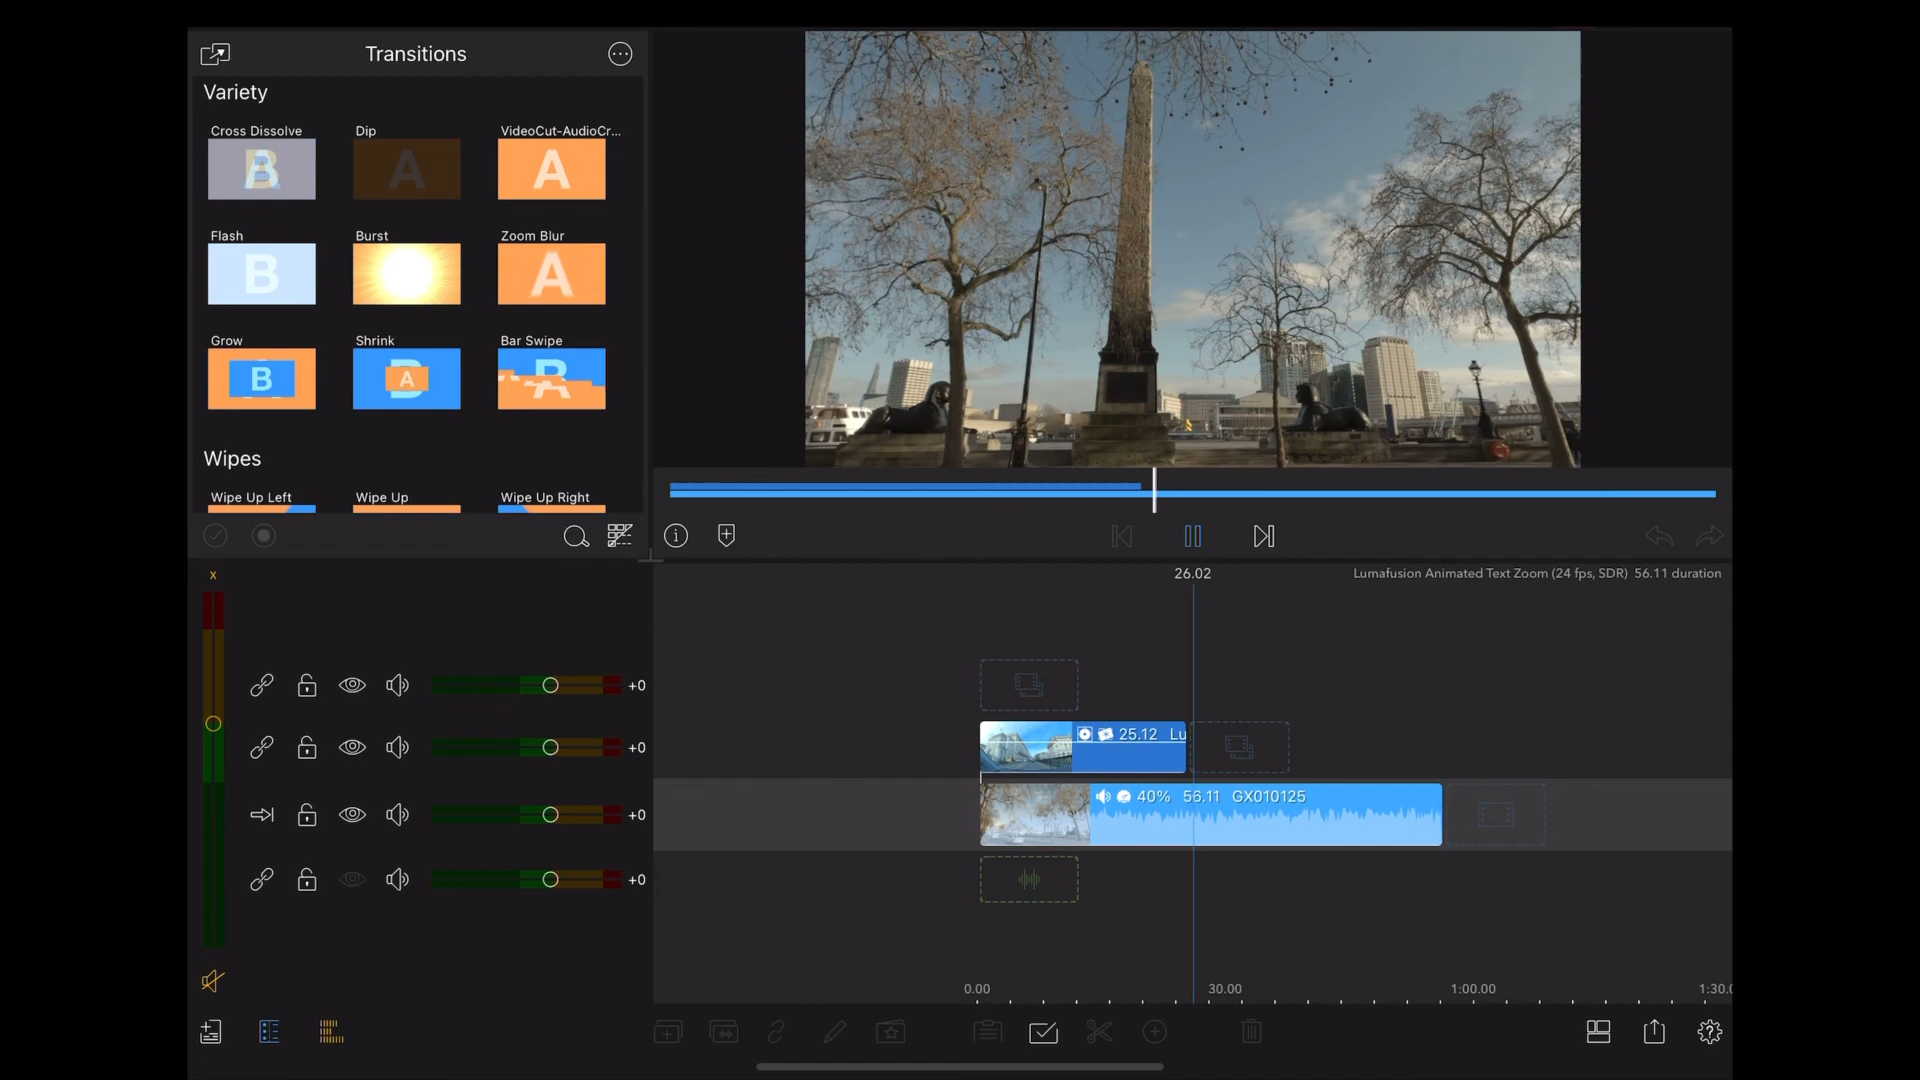 Transitions
Variety
Cross Dissolve
Dip
VideoCut-AudioCr...
B
A
A
Flash
Burst
Zoom Blur
B
A
Grow
Shrink
Bar Swipe
B
A
Wipes
Wipe Up Left
Wipe Up
Wipe Up Right
26.02
Lumafusion Animated Text Zoom (24 fps, SDR) 56.11 duration
x
+0
+0
25.12 Lu
+0
40% 56.11 GX010125
+0
0.00
30.00
1:00.00
1:30.